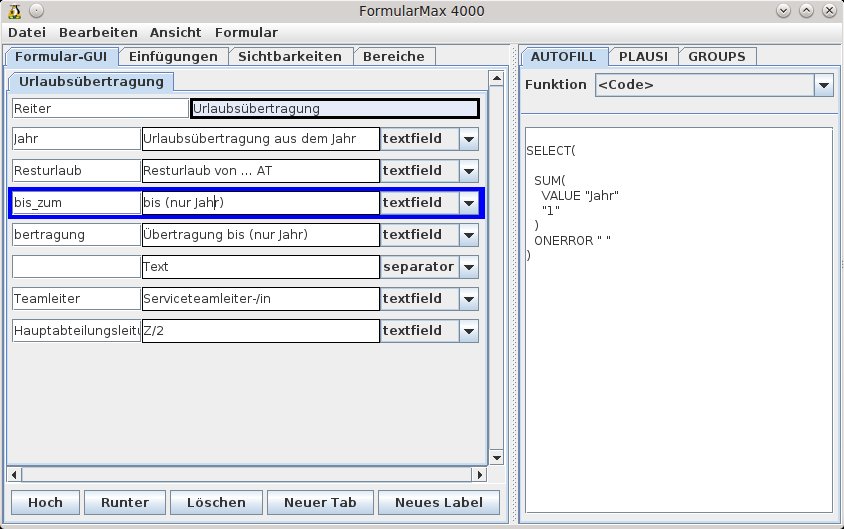 FormularMax 4000
Datei Bearbeiten Ansicht Formular
Formular-GUI Einfügungen Sichtbarkeiten Bereiche
Urlaubsübertragung
Reiter Urlaubsübertragung
Jahr Urlaubsübertragung aus dem Jahr textfield
Resturlaub Resturlaub von ... AT textfield
bis_zum bis (nur Jahr) textfield
bertragung Übertragung bis (nur Jahr) textfield
Text separator
Teamleiter Serviceteamleiter-/in textfield
Hauptabteilungsleitu Z/2 textfield
Hoch Runter Löschen Neuer Tab Neues Label
AUTOFILL PLAUSI GROUPS
Funktion <Code>
SELECT(
SUM(
VALUE "Jahr"
"1"
)
ONERROR " "
)